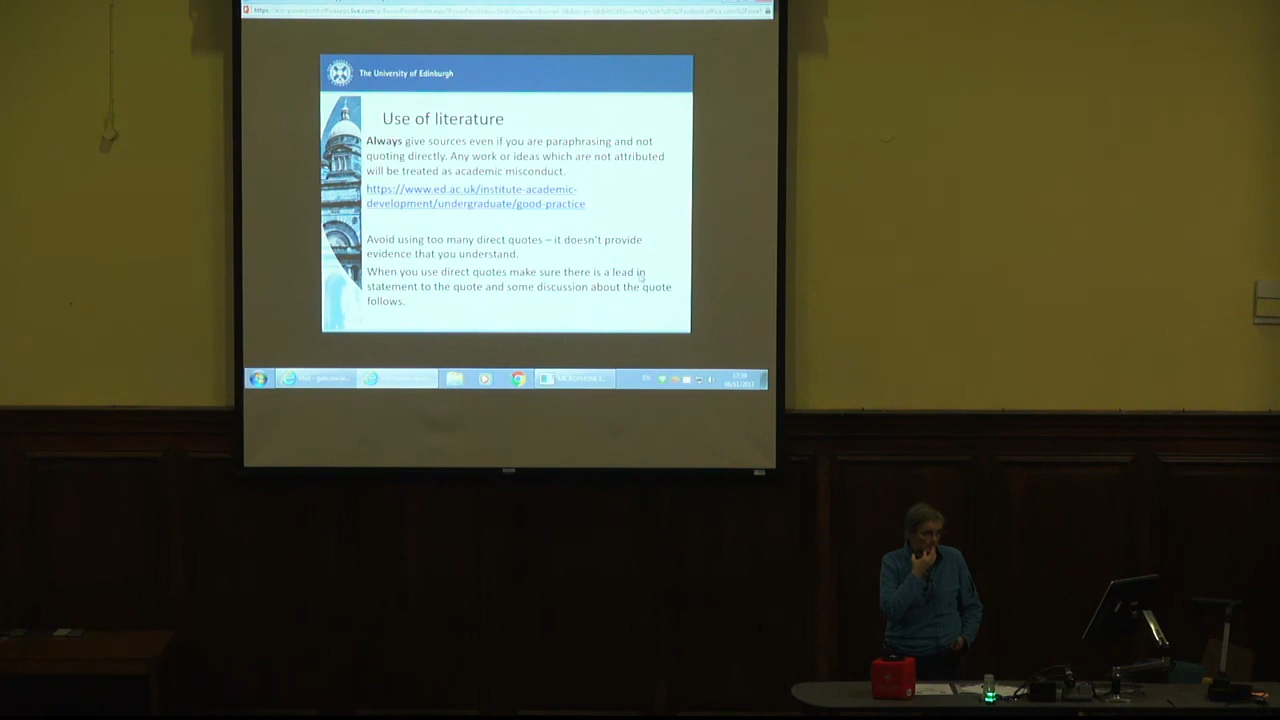 The University of Edinburgh
Use of literature
Always give sources even if you are paraphrasing and not
quoting directly. Any work or ideas which are not attributed
will be treated as academic misconduct.
https://www.ed.ac.uk/institute-academic-
development/undergraduate/good-practice
Avoid using too many direct quotes – it doesn't provide
evidence that you understand.
When you use direct quotes make sure there is a lead in
statement to the quote and some discussion about the quote
follows.
EN
17:39